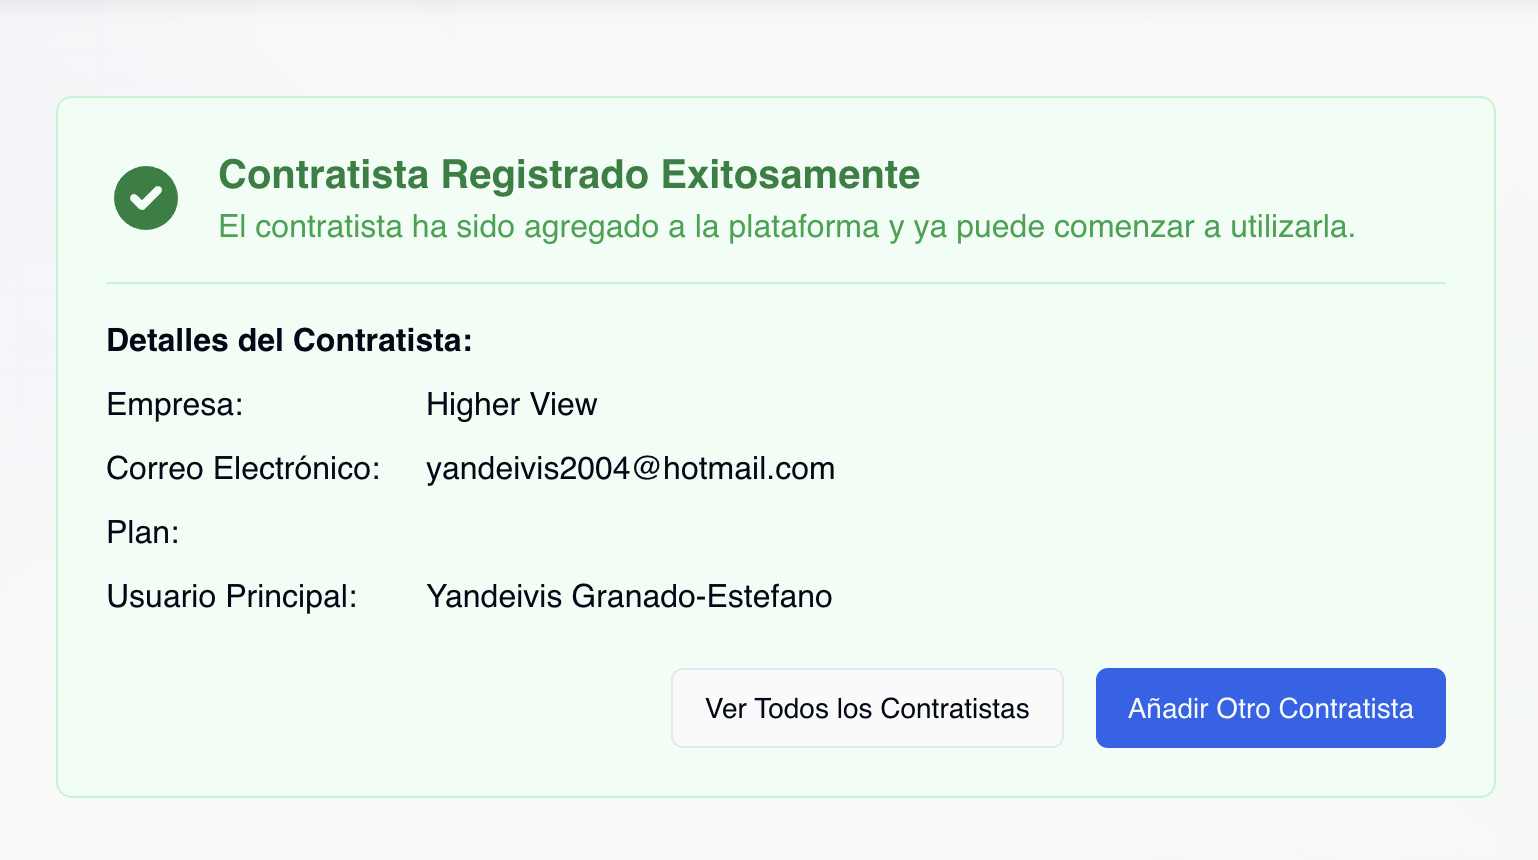 Contratista Registrado Exitosamente
El contratista ha sido agregado a la plataforma y ya puede comenzar a utilizarla.
Detalles del Contratista:
Empresa: Higher View
Correo Electrónico: yandeivis2004@hotmail.com
Plan:
Usuario Principal: Yandeivis Granado-Estefano
Ver Todos los Contratistas Añadir Otro Contratista